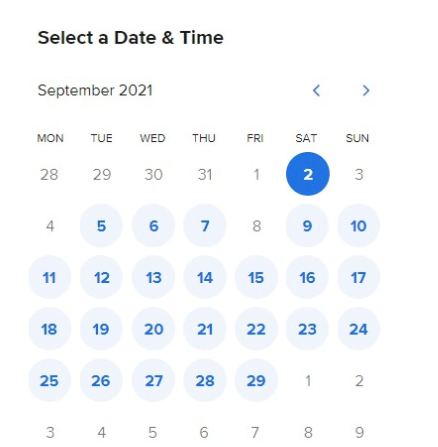 Select a Date & Time
September 2021
MON TUE WED THU FRI SAT SUN
28 29 30 31 1 2 3
4 5 6 7 8 9 10
11 12 13 14 15 16 17
18 19 20 21 22 23 24
25 26 27 28 29 1 2
3 4 5 6 7 8 9